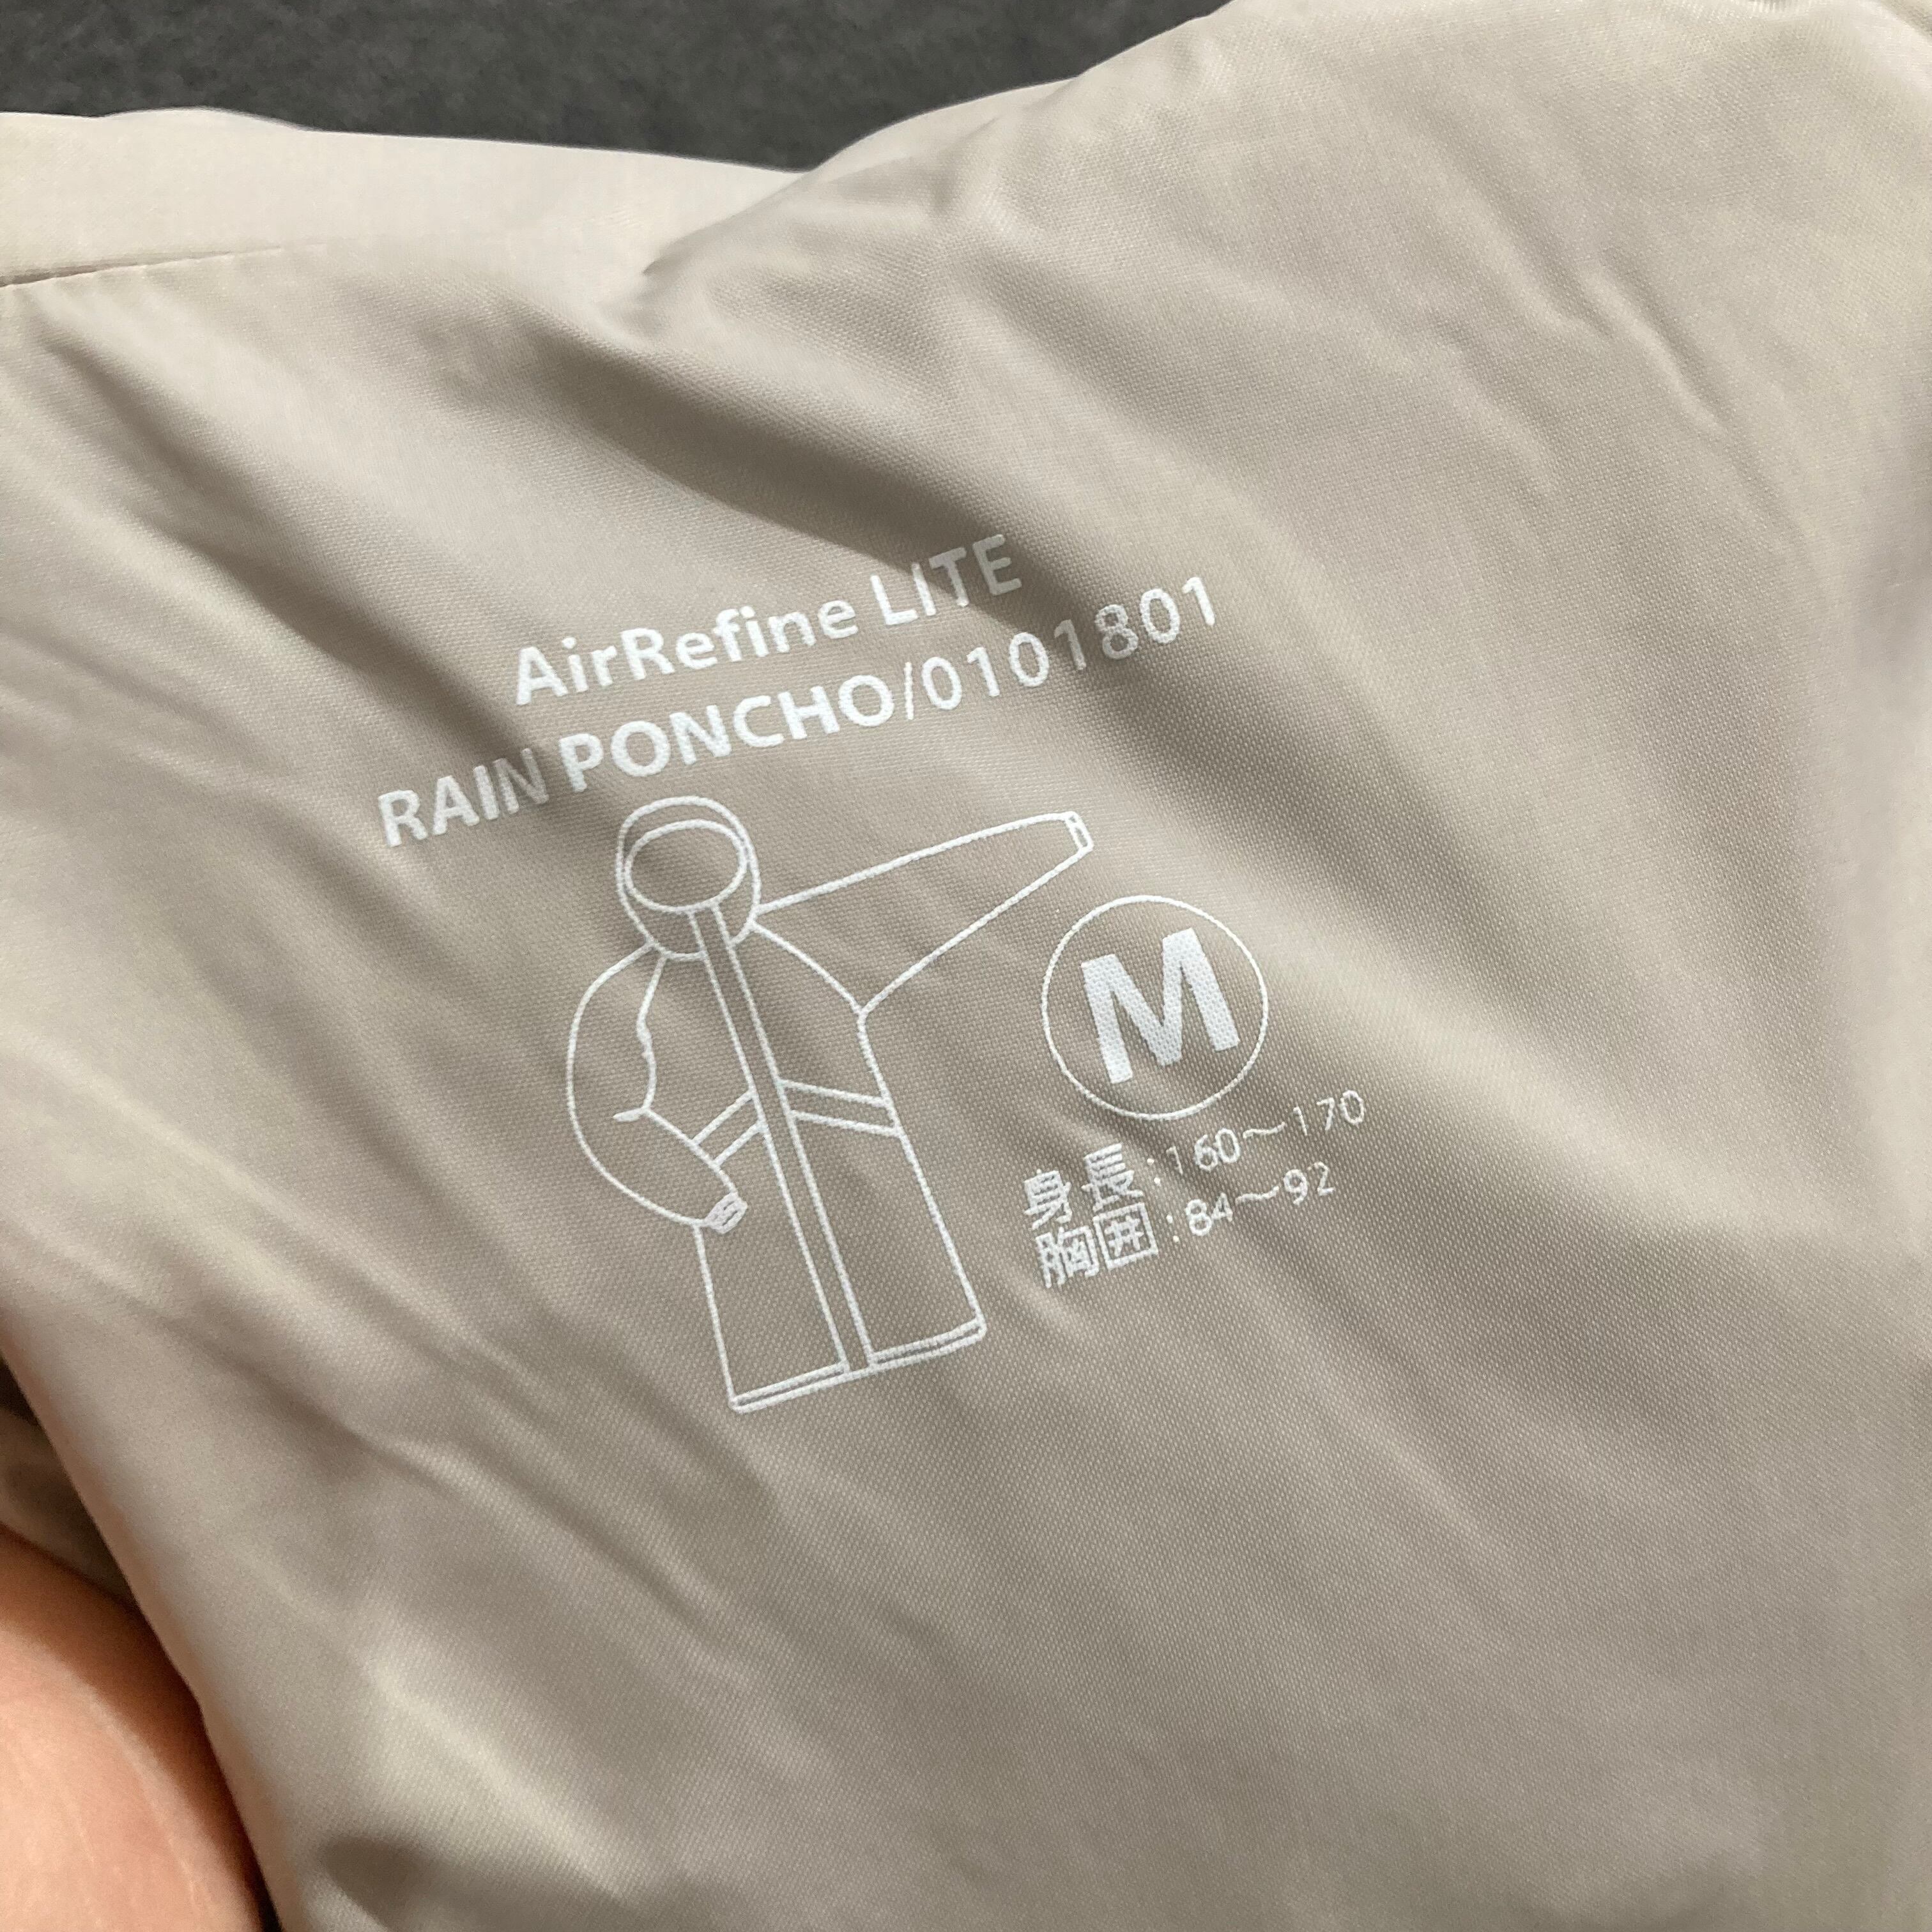 AirRefine LITE
RAIN PONCHO/0101801
M
身長:160～170
胸囲:84～92